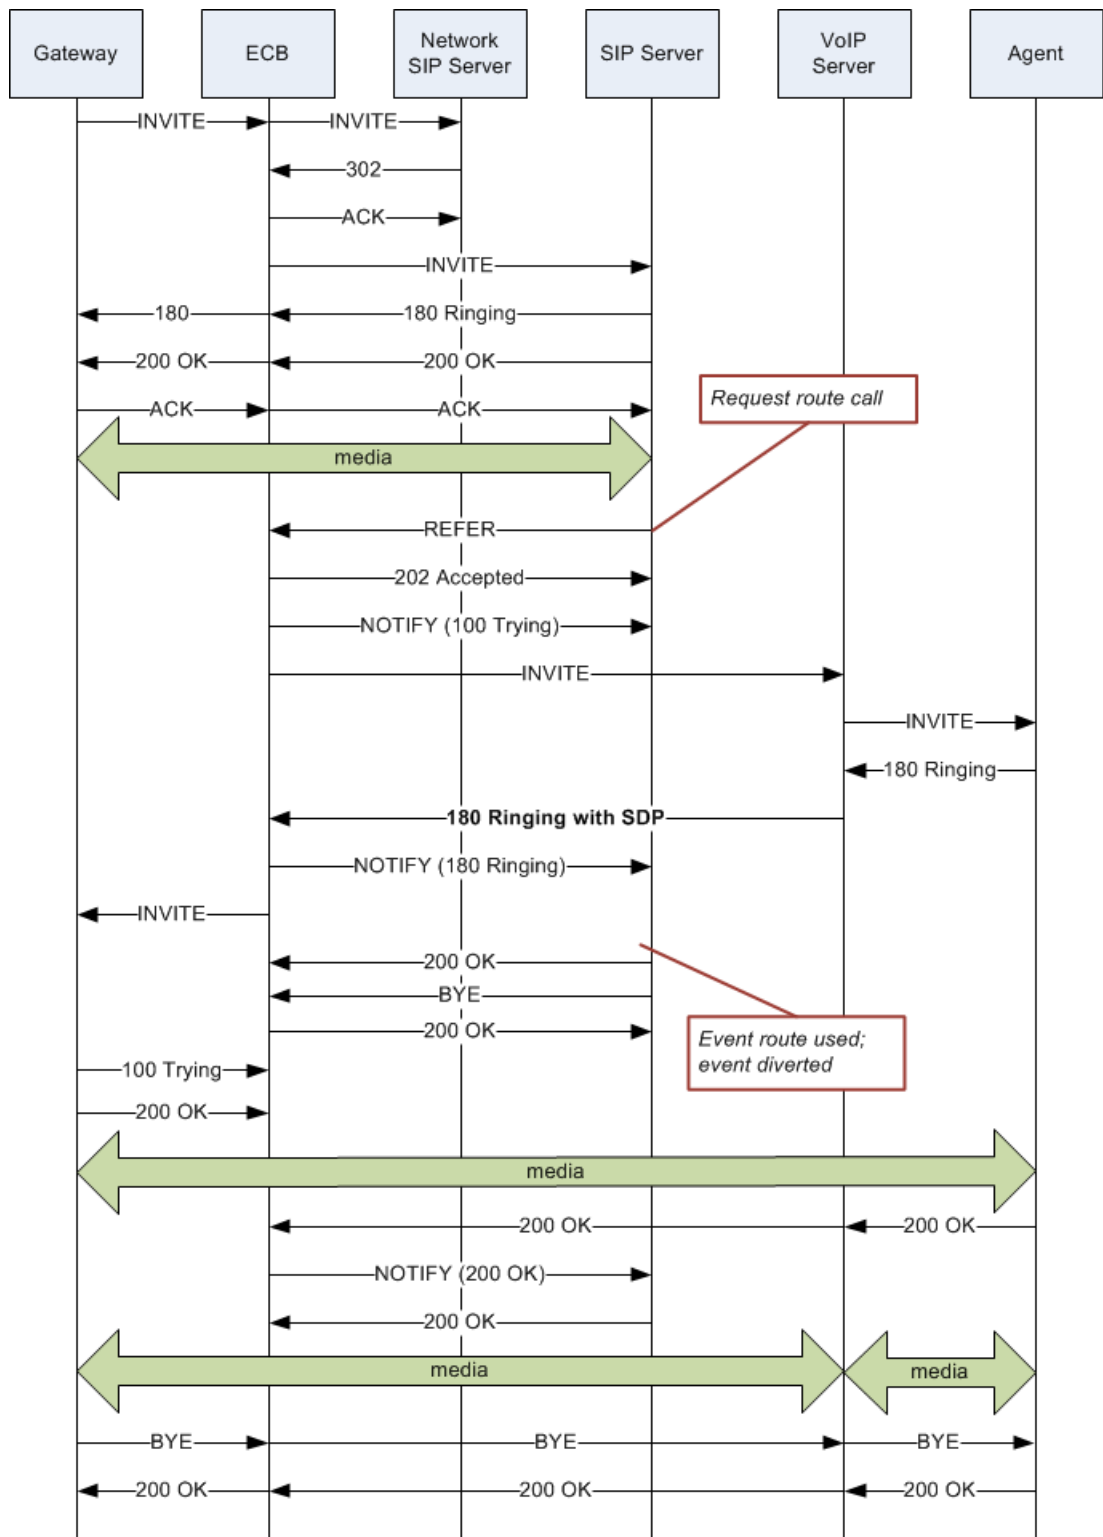 Gateway
ECB
Network
SIP Server
SIP Server
VoIP
Server
Agent
INVITE
INVITE
302
ACK
INVITE
180
180 Ringing
200 OK
200 OK
Request route call
ACK
ACK
media
REFER
202 Accepted
NOTIFY (100 Trying)
INVITE
INVITE
180 Ringing
180 Ringing with SDP
NOTIFY (180 Ringing)
INVITE
200 OK
BYE
200 OK
Event route used;
event diverted
100 Trying
200 OK
media
200 OK
200 OK
NOTIFY (200 OK)
200 OK
media
media
BYE
BYE
BYE
200 OK
200 OK
200 OK